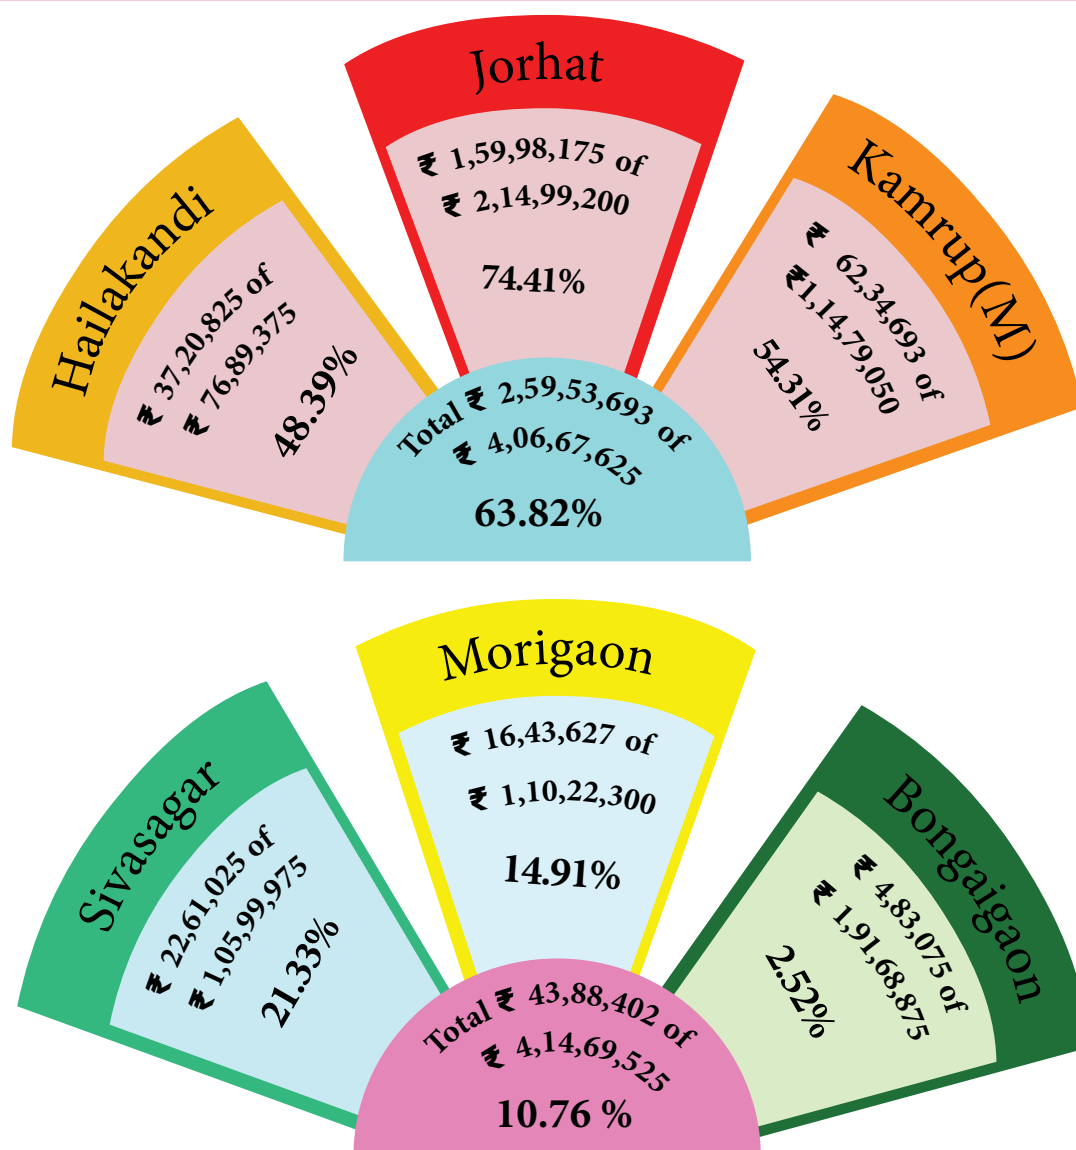 Hailakandi
₹ 37,20,825 of
₹ 76,89,375
48.39%
Jorhat
₹ 1,59,98,175 of
₹ 2,14,99,200
74.41%
Kamrup(M)
₹ 62,34,693 of
₹1,14,79,050
54.31%
Total ₹ 2,59,53,693 of
₹ 4,06,67,625
63.82%
Sivasagar
₹ 22,61,025 of
₹ 1,05,99,975
21.33%
Morigaon
₹ 16,43,627 of
₹ 1,10,22,300
14.91%
Bongaigaon
₹ 4,83,075 of
₹ 1,91,68,875
2.52%
Total ₹ 43,88,402 of
₹ 4,14,69,525
10.76 %